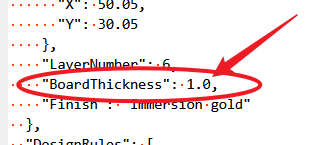 "X": 50.05,
"Y": 30.05
},
"LayerNumber": 6,
"BoardThickness": 1.0,
"Finish": "Immersion gold"
},
"DesignRules": [